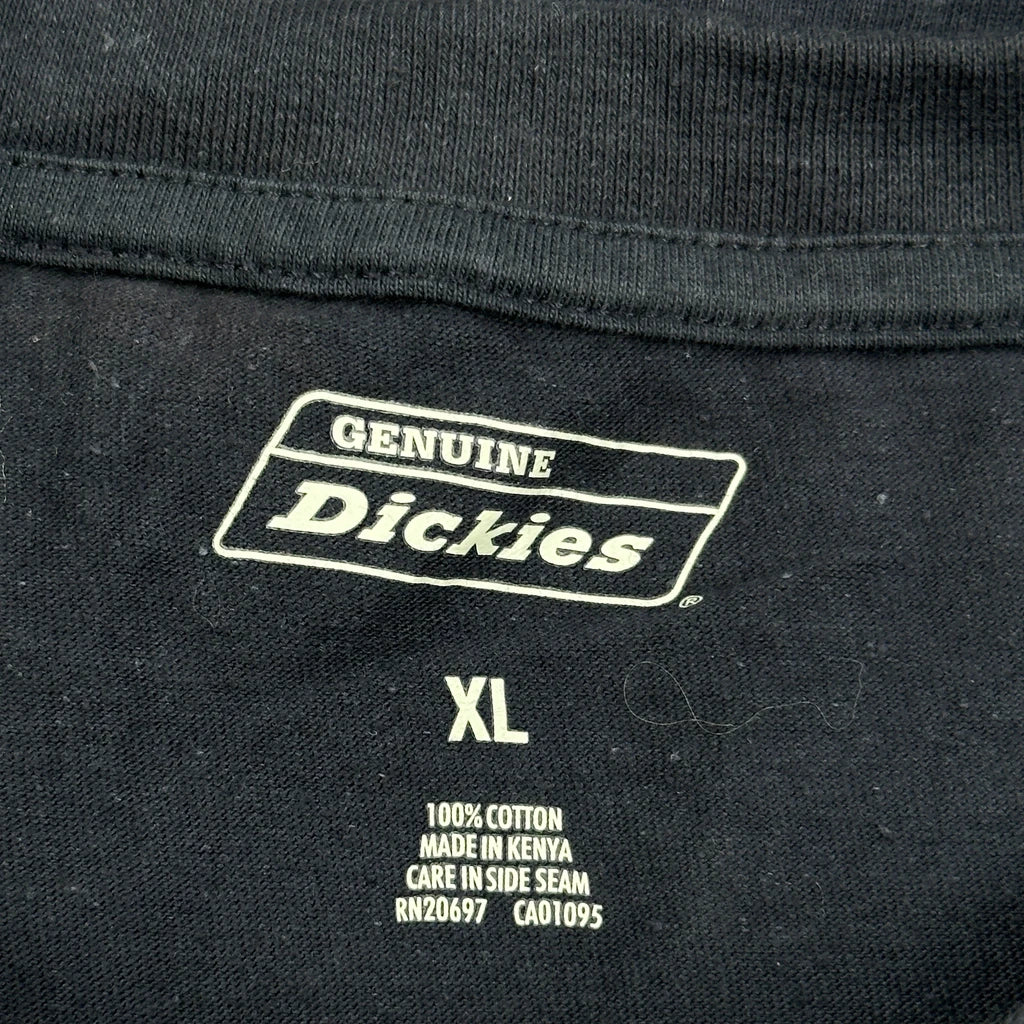 GENUINE
Dickies®
XL
100% COTTON
MADE IN KENYA
CARE IN SIDE SEAM
RN20697 CA01095